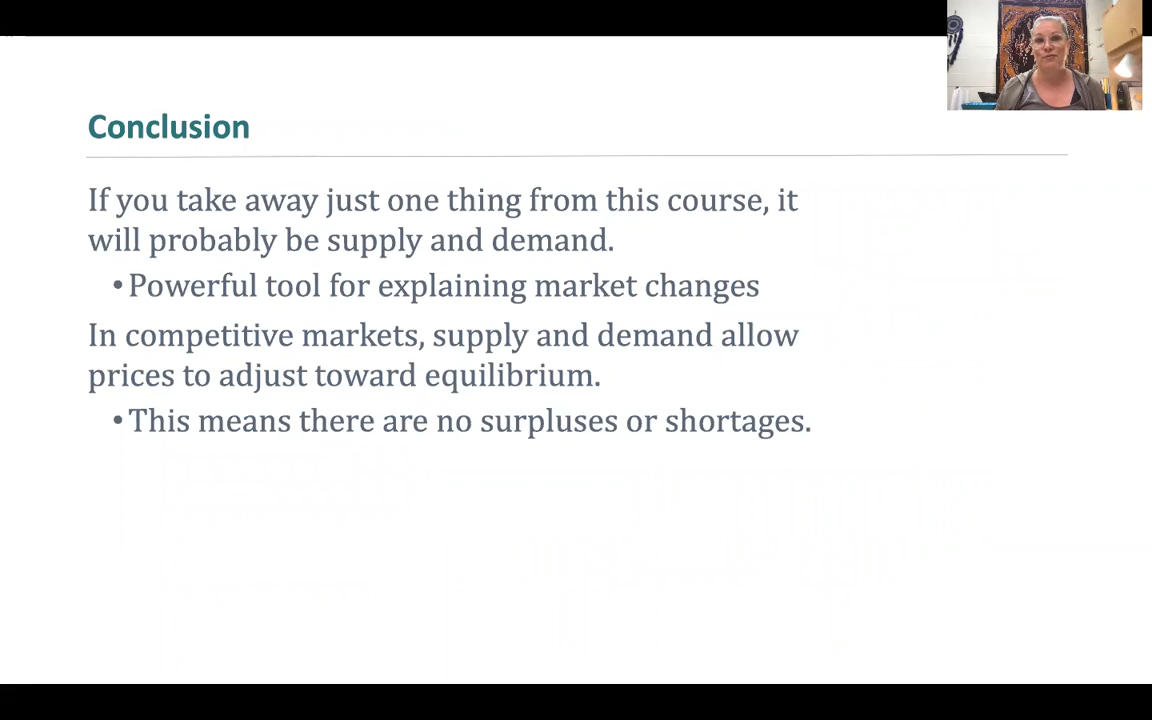 Conclusion
If you take away just one thing from this course, it
will probably be supply and demand.
•Powerful tool for explaining market changes
In competitive markets, supply and demand allow
prices to adjust toward equilibrium.
•This means there are no surpluses or shortages.